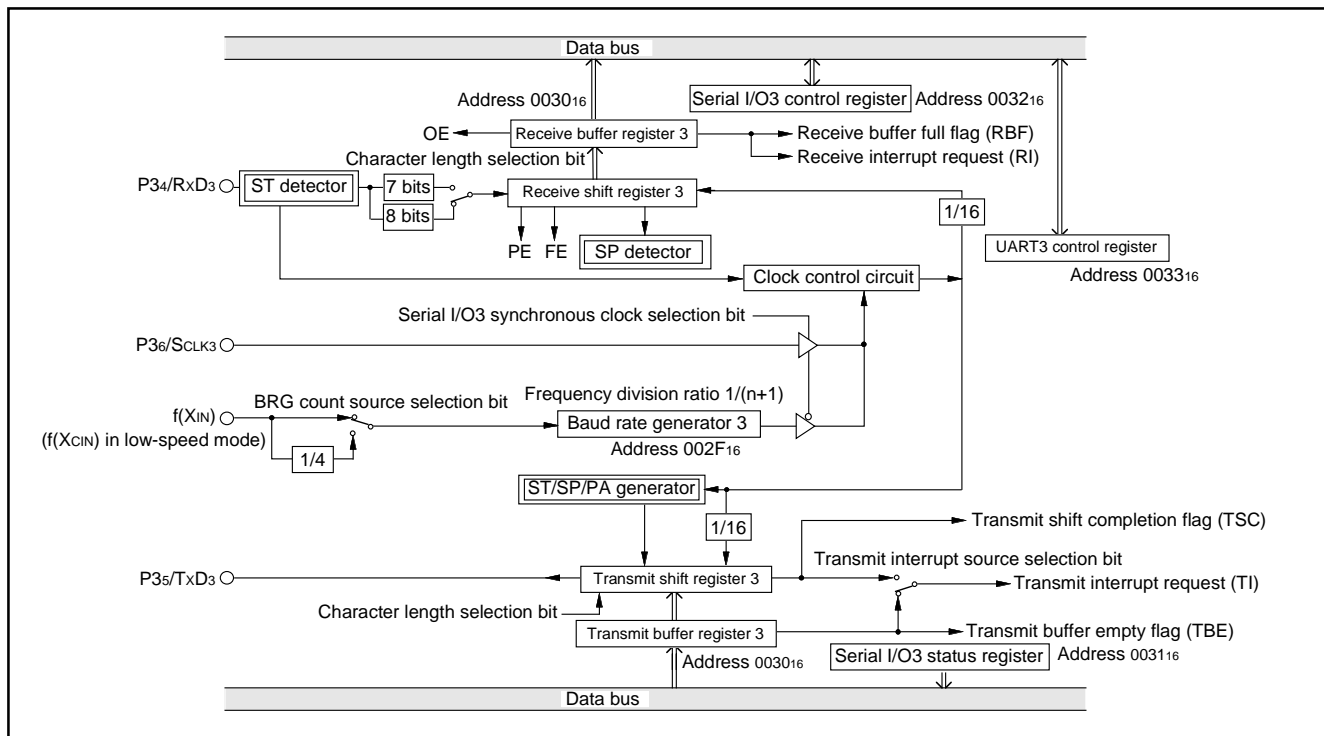 Data bus
Address 0030₁₆
Serial I/O3 control register
Address 0032₁₆
OE
Receive buffer register 3
Receive buffer full flag (RBF)
Character length selection bit
Receive interrupt request (RI)
P3₄/RxD₃
ST detector
7 bits
8 bits
Receive shift register 3
1/16
PE
FE
SP detector
UART3 control register
Address 0033₁₆
Clock control circuit
Serial I/O3 synchronous clock selection bit
P3₆/SCLK3
f(XIN)
BRG count source selection bit
Frequency division ratio 1/(n+1)
Baud rate generator 3
(f(XCIN) in low-speed mode)
Address 002F₁₆
1/4
ST/SP/PA generator
1/16
Transmit shift completion flag (TSC)
Transmit interrupt source selection bit
P3₅/TxD₃
Transmit shift register 3
Transmit interrupt request (TI)
Character length selection bit
Transmit buffer register 3
Transmit buffer empty flag (TBE)
Address 0030₁₆
Serial I/O3 status register
Address 0031₁₆
Data bus